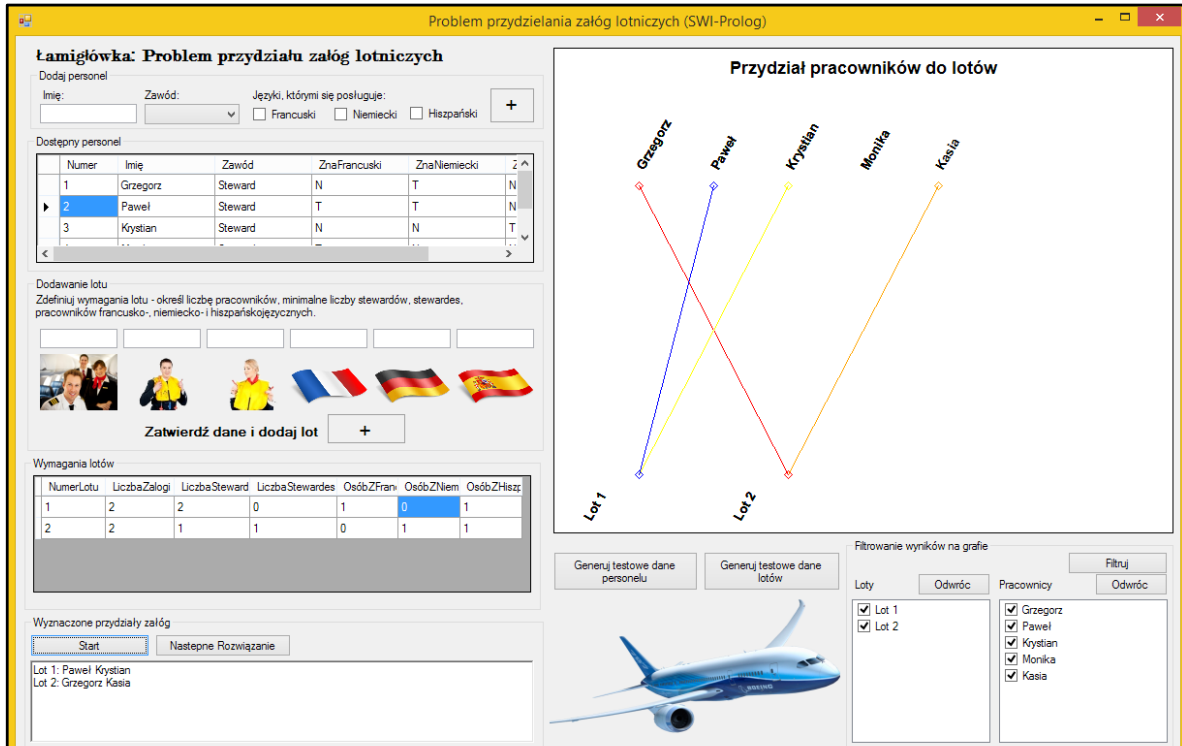 Problem przydzielania załóg lotniczych (SWI-Prolog)
Łamigłówka: Problem przydziału załóg lotniczych
Dodaj personel
Imię: Zawód: Języki, którymi się posługuje:
Francuski Niemiecki Hiszpański +
Dostępny personel
Numer Imię Zawód ZnaFrancuski ZnaNiemiecki
1 Grzegorz Steward N T N
2 Paweł Steward T T N
3 Krystian Steward N N T
Dodawanie lotu
Zdefiniuj wymagania lotu - określ liczbę pracowników, minimalne liczby stewardów, stewardes,
pracowników francusko-, niemiecko- i hiszpańskojęzycznych.
Zatwierdź dane i dodaj lot +
Wymagania lotów
NumerLotu LiczbaZalogi LiczbaSteward LiczbaStewardes OsóbZFran OsóbZNiem OsóbZHiszp
1 2 2 0 1 0 1
2 2 1 1 0 1 1
Wyznaczone przydziały załóg
Start Nastepne Rozwiązanie
Lot 1: Paweł Krystian
Lot 2: Grzegorz Kasia
Przydział pracowników do lotów
Grzegorz Paweł Krystian Monika Kasia
Lot 1 Lot 2
Generuj testowe dane
personelu
Generuj testowe dane
lotów
BOEING
Filtrowanie wyników na grafie
Filtruj
Loty Odwróc Pracownicy Odwróc
Lot 1
Lot 2
Grzegorz
Paweł
Krystian
Monika
Kasia